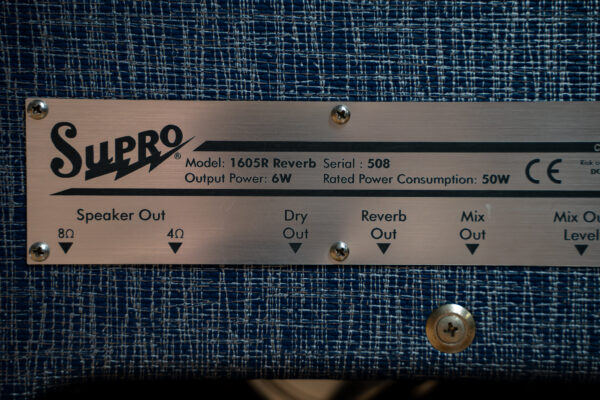 SUPRO®
Model: 1605R Reverb Serial : 508
Output Power: 6W Rated Power Consumption: 50W
CE
Speaker Out
8Ω 4Ω
Dry
Out
Reverb
Out
Mix
Out
Mix Ou
Level